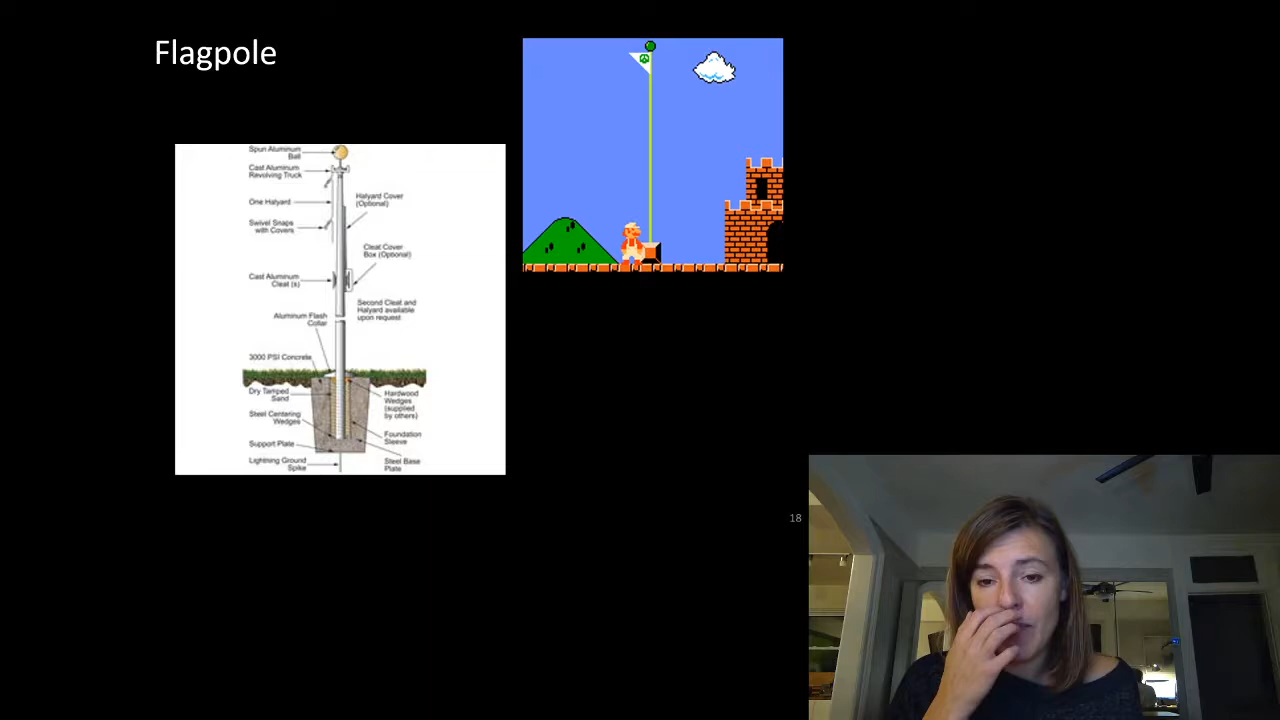 Flagpole
Spun Aluminum
Ball
Cast Aluminum
Revolving Truck
One Halyard
Swivel Snaps
with Covers
Cast Aluminum
Cleat (s)
Aluminum Flash
Collar
3000 PSI Concrete
Dry Tamped
Sand
Steel Centering
Wedges
Support Plate
Lightning Ground
Spike
Halyard Cover
(Optional)
Cleat Cover
Box (Optional)
Second Cleat and
Halyard available
upon request
Hardwood
Wedges
(supplied
by others)
Foundation
Sleeve
Steel Base
Plate
18